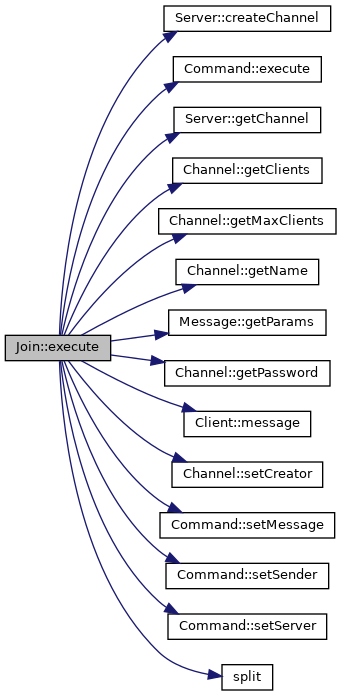 Server::createChannel
Command::execute
Server::getChannel
Channel::getClients
Channel::getMaxClients
Channel::getName
Join::execute
Message::getParams
Channel::getPassword
Client::message
Channel::setCreator
Command::setMessage
Command::setSender
Command::setServer
split